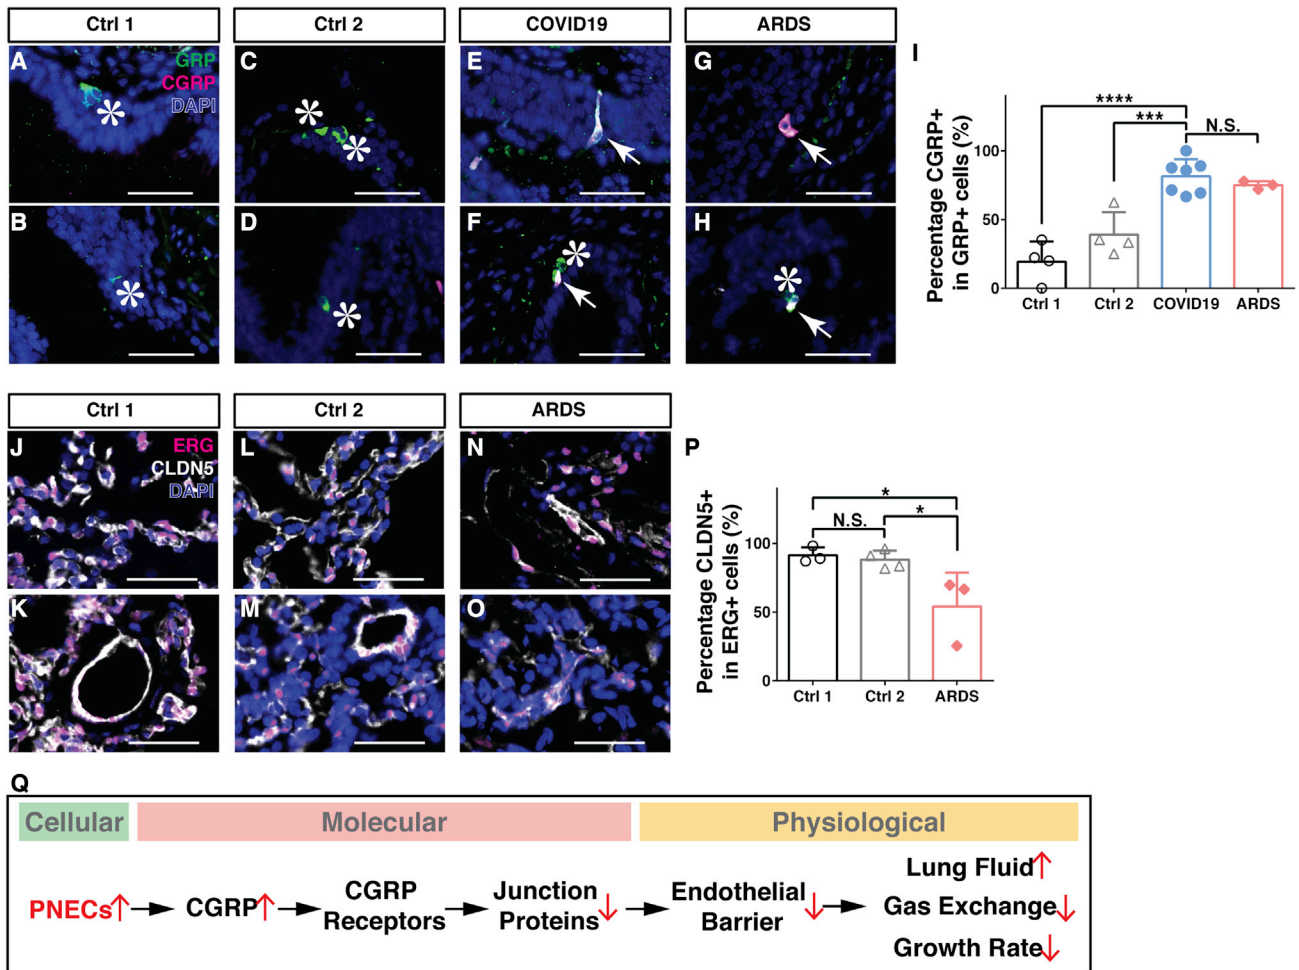 Ctrl 1
Ctrl 2
COVID19
ARDS
A
GRP
CGRP
DAPI
C
E
G
B
D
F
H
I
Percentage CGRP+
in GRP+ cells (%)
****
***
N.S.
100
50
0
Ctrl 1
Ctrl 2
COVID19
ARDS
Ctrl 1
Ctrl 2
ARDS
J
ERG
CLDN5
DAPI
L
N
K
M
O
P
Percentage CLDN5+
in ERG+ cells (%)
*
N.S.
*
100
50
0
Ctrl 1
Ctrl 2
ARDS
Q
Cellular
Molecular
Physiological
PNECs↑
CGRP↑
CGRP
Receptors
Junction
Proteins↓
Endothelial
Barrier↓
Lung Fluid↑
Gas Exchange↓
Growth Rate↓